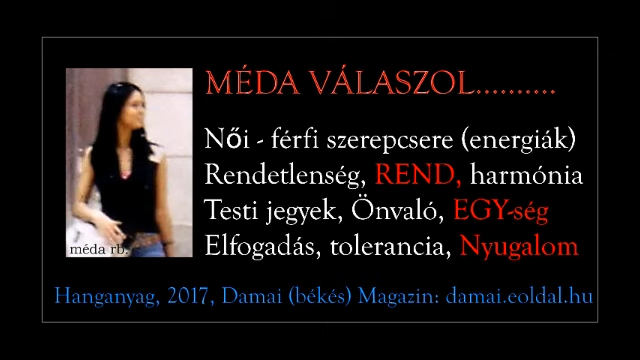 MÉDA VÁLASZOL..........
Női - férfi szerepcsere (energiák)
Rendetlenség, REND, harmónia
Testi jegyek, Önvaló, EGY-ség
Elfogadás, tolerancia, Nyugalom
méda rb.
Hanganyag, 2017, Damai (békés) Magazin: damai.eoldal.hu